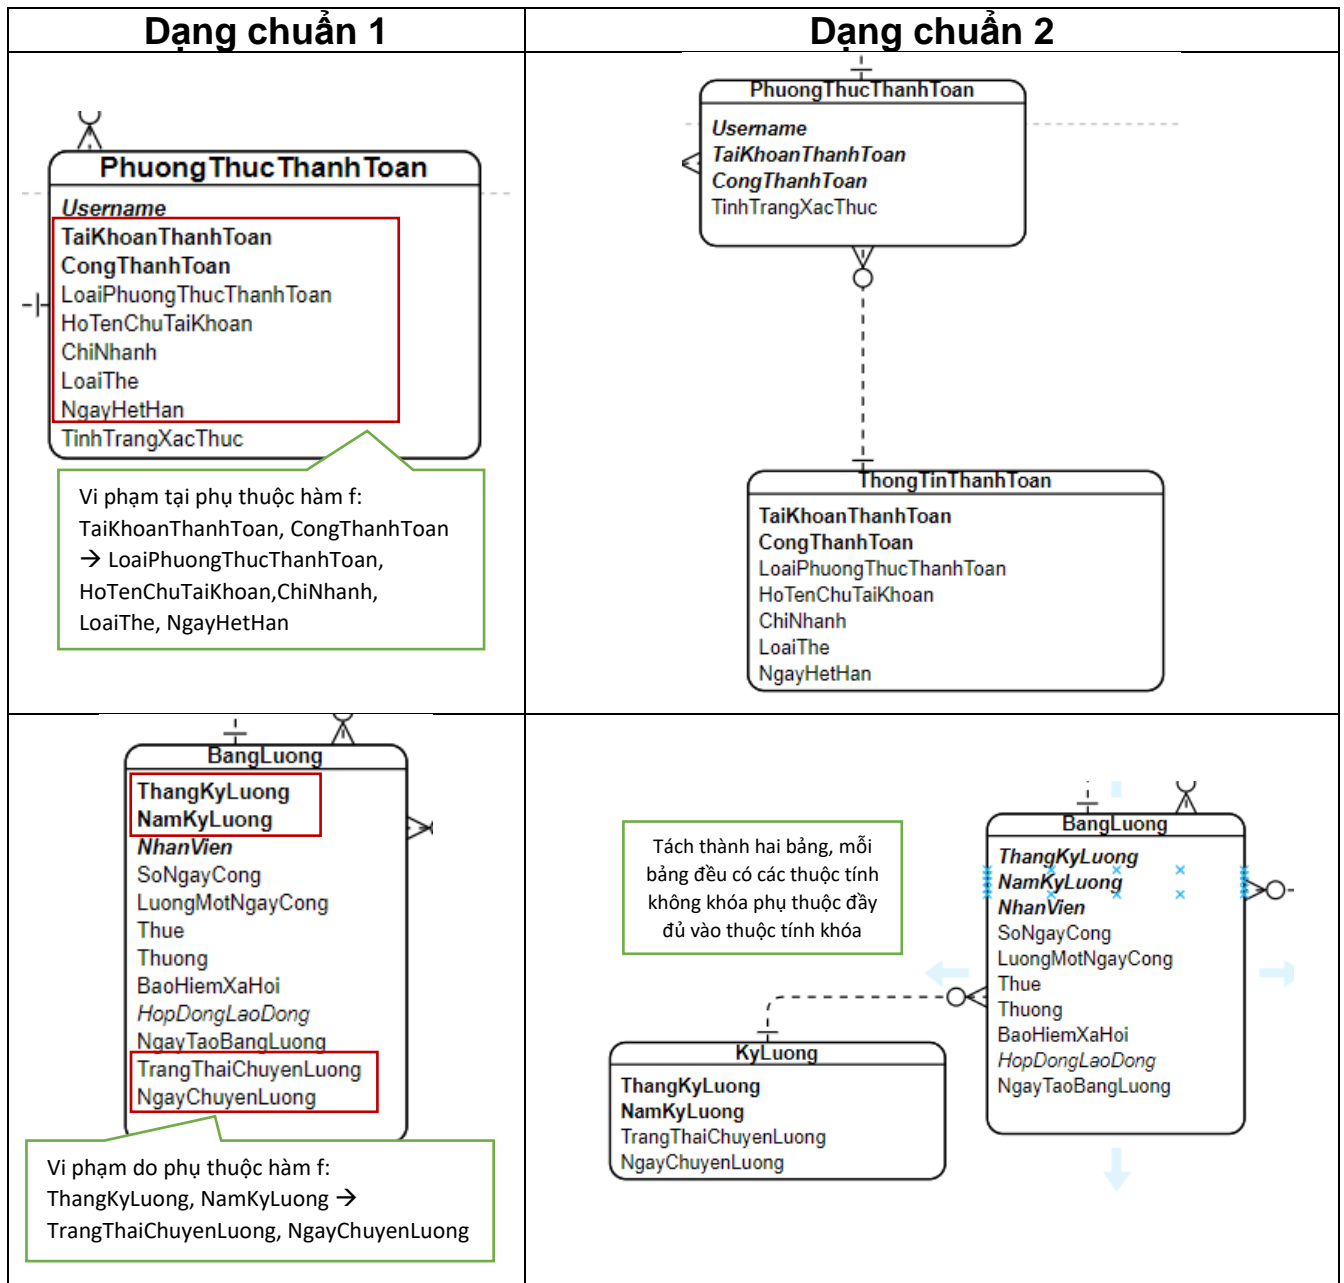 Dạng chuẩn 1
Dạng chuẩn 2
PhuongThucThanhToan
Username
TaiKhoanThanhToan
CongThanhToan
LoaiPhuongThucThanhToan
HoTenChuTaiKhoan
ChiNhanh
LoaiThe
NgayHetHan
TinhTrangXacThuc
Vi phạm tại phụ thuộc hàm f:
TaiKhoanThanhToan, CongThanhToan
→ LoaiPhuongThucThanhToan,
HoTenChuTaiKhoan,ChiNhanh,
LoaiThe, NgayHetHan
PhuongThucThanhToan
Username
TaiKhoanThanhToan
CongThanhToan
TinhTrangXacThuc
ThongTinThanhToan
TaiKhoanThanhToan
CongThanhToan
LoaiPhuongThucThanhToan
HoTenChuTaiKhoan
ChiNhanh
LoaiThe
NgayHetHan
BangLuong
ThangKyLuong
NamKyLuong
NhanVien
SoNgayCong
LuongMotNgayCong
Thue
Thuong
BaoHiemXaHoi
HopDongLaoDong
NgayTaoBangLuong
TrangThaiChuyenLuong
NgayChuyenLuong
Vi phạm do phụ thuộc hàm f:
ThangKyLuong, NamKyLuong →
TrangThaiChuyenLuong, NgayChuyenLuong
Tách thành hai bảng, mỗi
bảng đều có các thuộc tính
không khóa phụ thuộc đầy
đủ vào thuộc tính khóa
BangLuong
ThangKyLuong
NamKyLuong
NhanVien
SoNgayCong
LuongMotNgayCong
Thue
Thuong
BaoHiemXaHoi
HopDongLaoDong
NgayTaoBangLuong
KyLuong
ThangKyLuong
NamKyLuong
TrangThaiChuyenLuong
NgayChuyenLuong